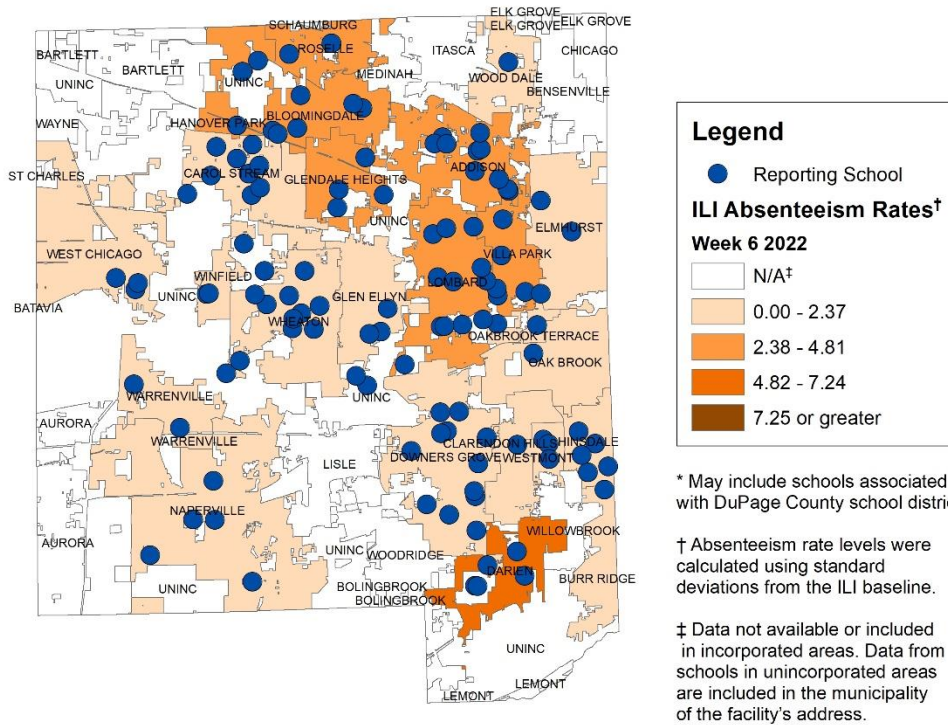 ELK GROVE
ELK GROVE
ELK GROVE
SCHAUMBURG
ROSELLE
BARTLETT
ITASCA
CHICAGO
BARTLETT
MEDINAH
UNINC
UNINC
WOOD DALE
BENSENVILLE
WAYNE
HANOVER PARK
BLOOMINGDALE
ADDISON
ST CHARLES
CAROL STREAM
GLENDALE HEIGHTS
UNINC
ELMHURST
WEST CHICAGO
VILLA PARK
WINFIELD
LOMBARD
UNINC
GLEN ELLYN
BATAVIA
WHEATON
OAKBROOK TERRACE
OAK BROOK
WARRENVILLE
UNINC
AURORA
WARRENVILLE
CLARENDON HILLS
HINSDALE
DOWNERS GROVE
WESTMONT
LISLE
NAPERVILLE
WILLOWBROOK
AURORA
UNINC
WOODRIDGE
DARIEN
BURR RIDGE
UNINC
BOLINGBROOK
BOLINGBROOK
UNINC
LEMONT
LEMONT
Legend
Reporting School
ILI Absenteeism Rates†
Week 6 2022
N/A‡
0.00 - 2.37
2.38 - 4.81
4.82 - 7.24
7.25 or greater
* May include schools associated
with DuPage County school distri
† Absenteeism rate levels were
calculated using standard
deviations from the ILI baseline.
‡ Data not available or included
in incorporated areas. Data from
schools in unincorporated areas
are included in the municipality
of the facility's address.